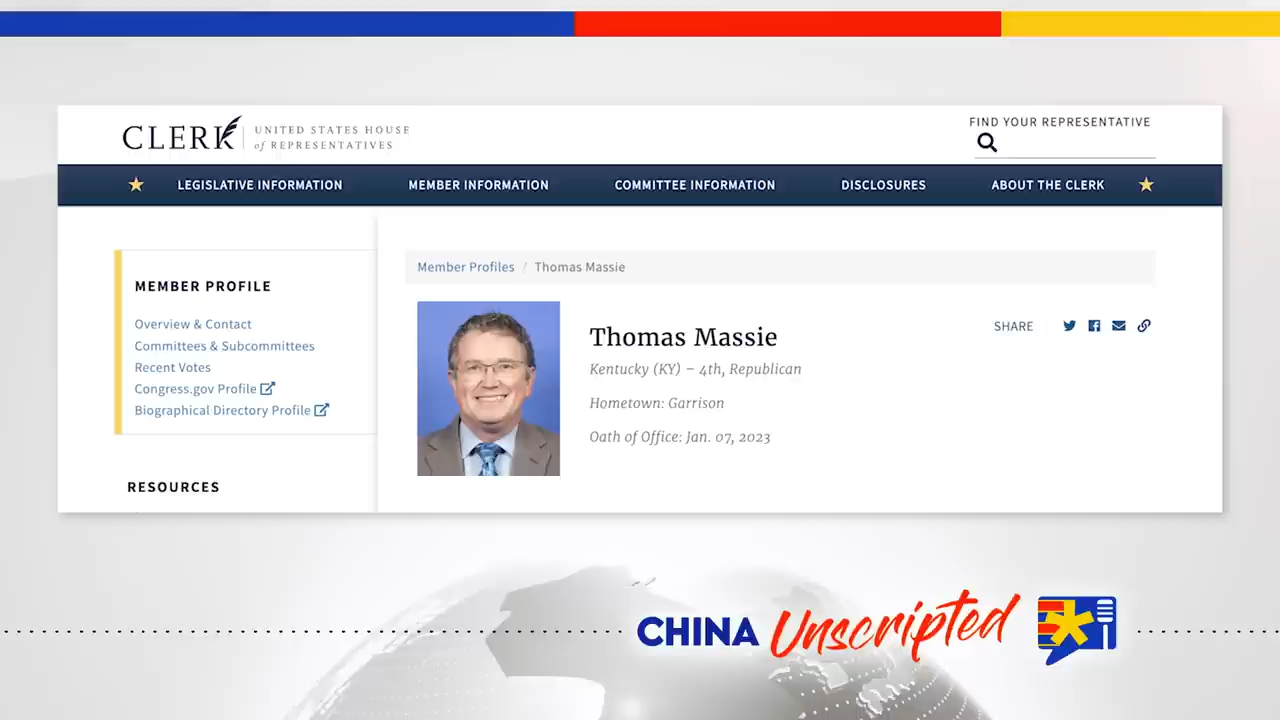 CLERK
UNITED STATES HOUSE
of REPRESENTATIVES
FIND YOUR REPRESENTATIVE
LEGISLATIVE INFORMATION
MEMBER INFORMATION
COMMITTEE INFORMATION
DISCLOSURES
ABOUT THE CLERK
MEMBER PROFILE
Overview & Contact
Committees & Subcommittees
Recent Votes
Congress.gov Profile
Biographical Directory Profile
RESOURCES
Member Profiles / Thomas Massie
Thomas Massie
Kentucky (KY) – 4th, Republican
Hometown: Garrison
Oath of Office: Jan. 07, 2023
SHARE
CHINA Unscripted